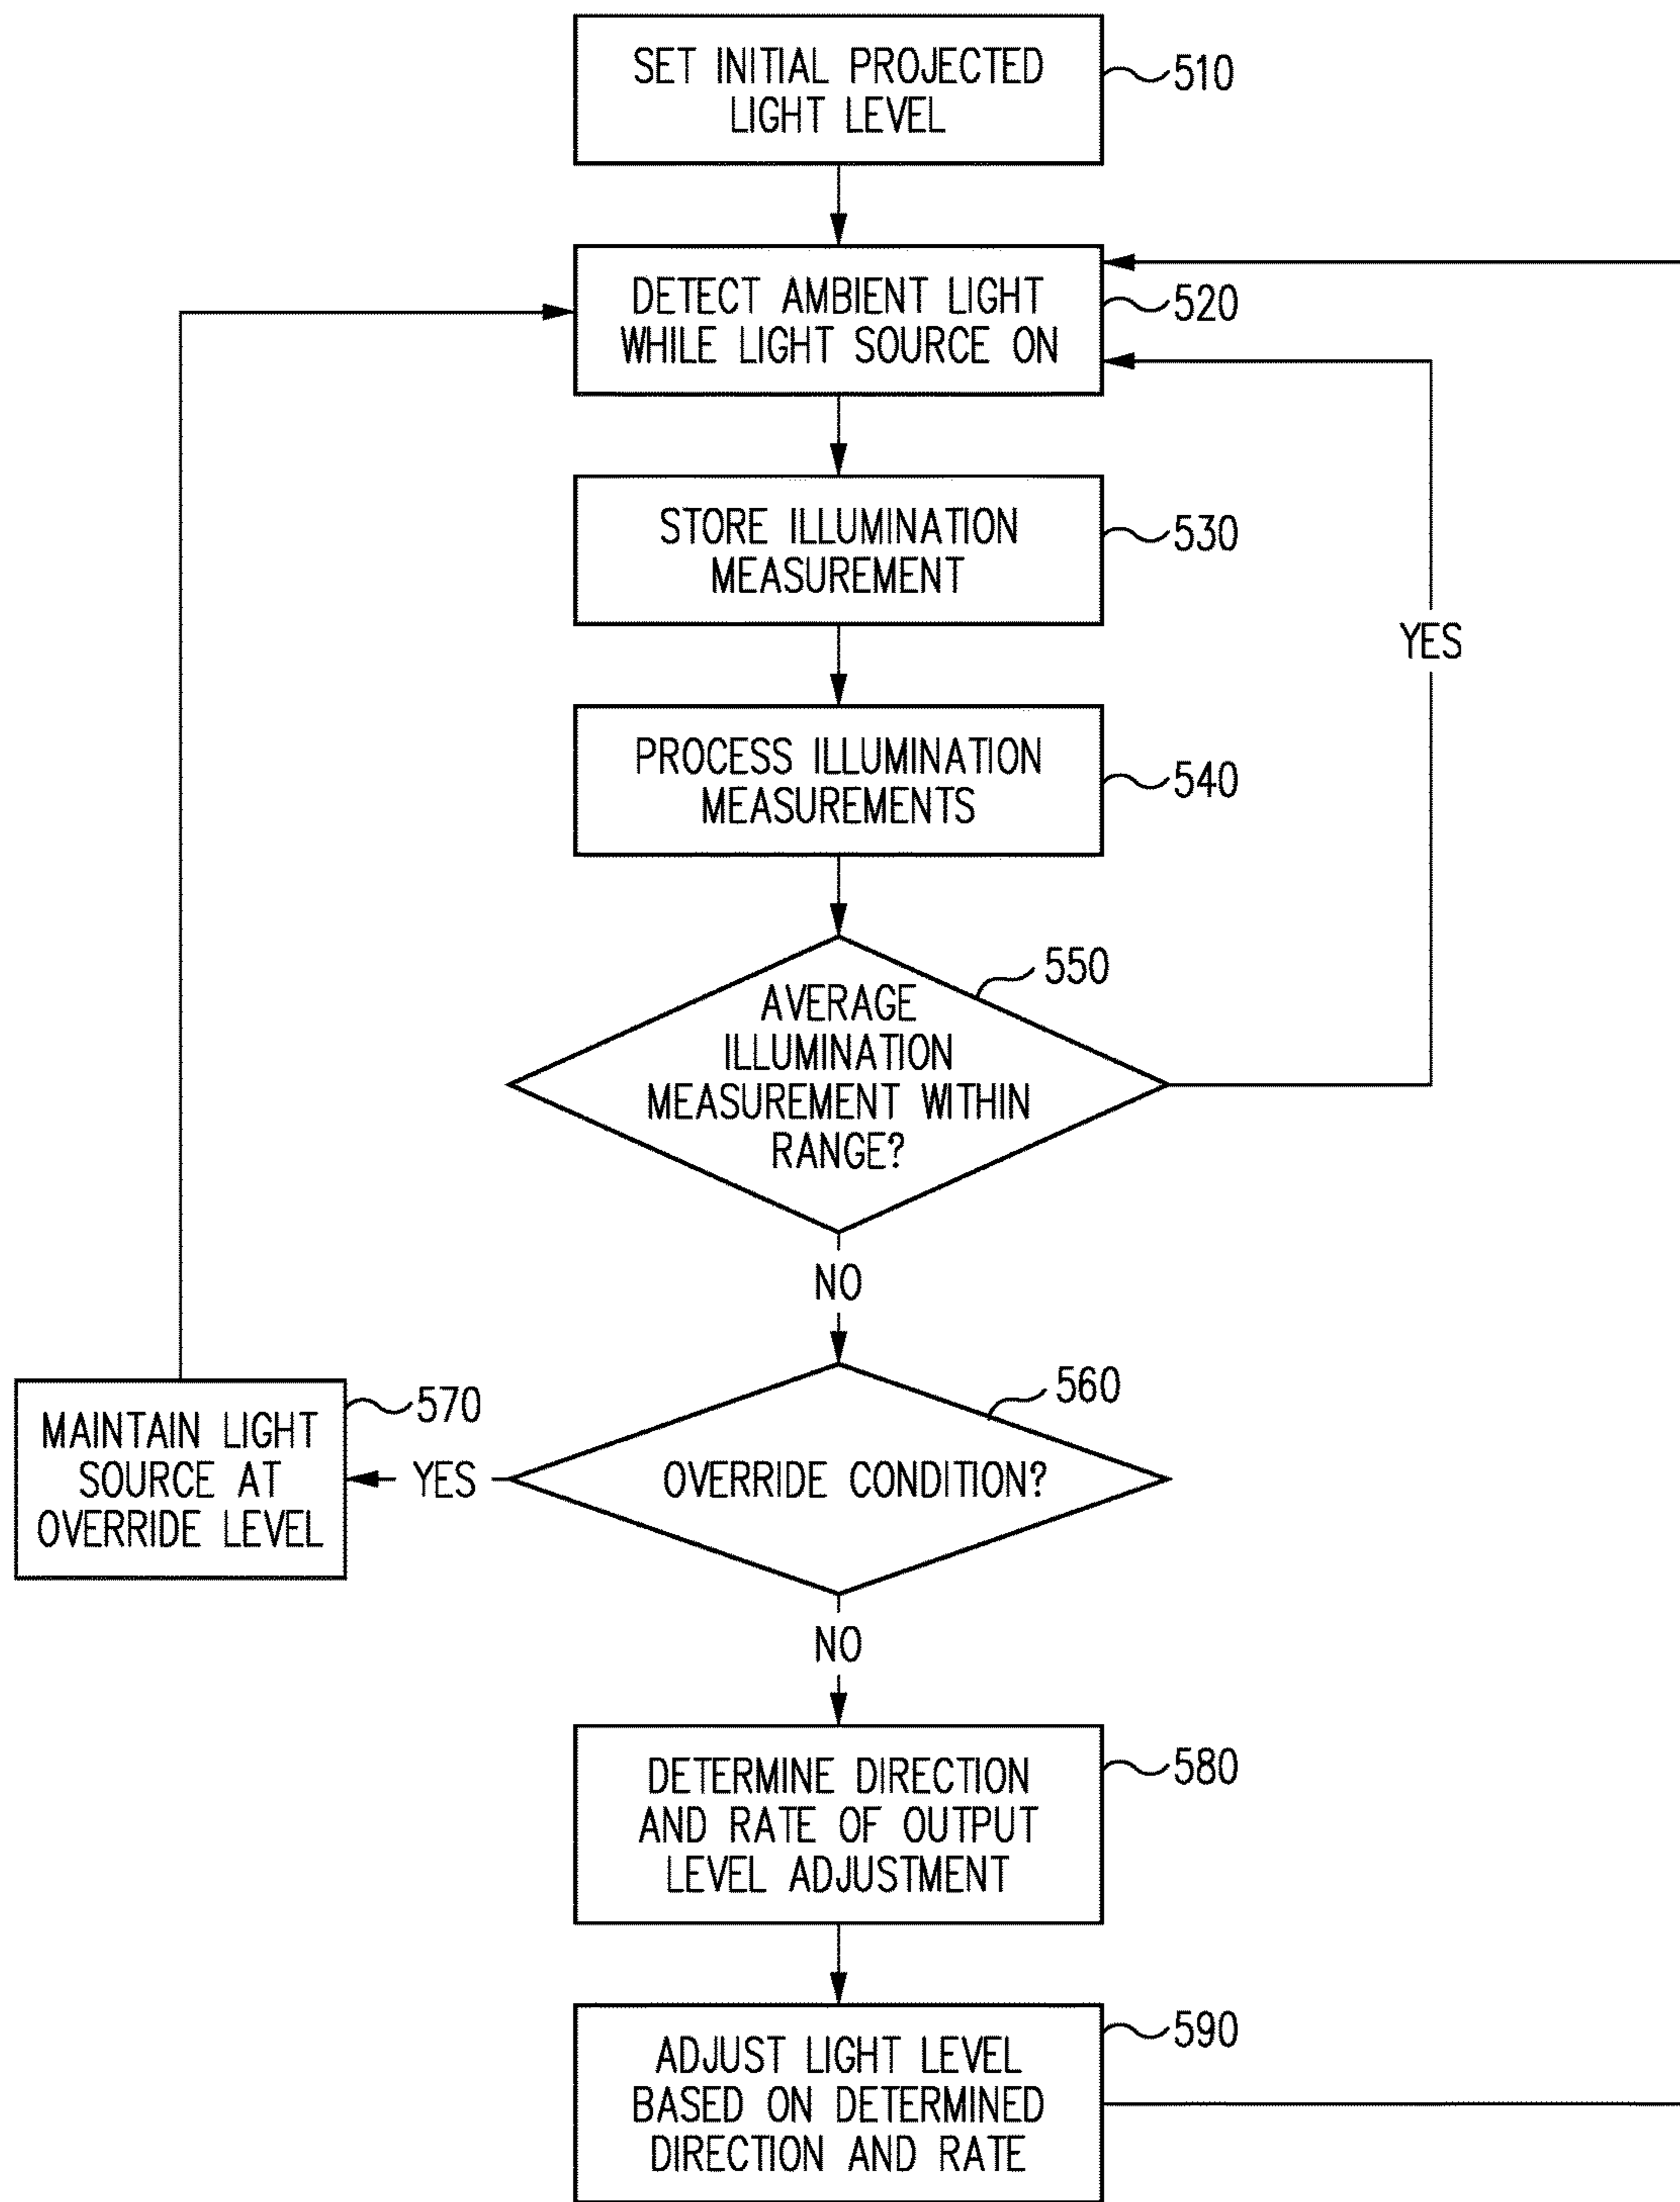 SET INITIAL PROJECTED
LIGHT LEVEL
510
DETECT AMBIENT LIGHT
WHILE LIGHT SOURCE ON
520
STORE ILLUMINATION
MEASUREMENT
530
YES
PROCESS ILLUMINATION
MEASUREMENTS
540
550
AVERAGE
ILLUMINATION
MEASUREMENT WITHIN
RANGE?
NO
560
OVERRIDE CONDITION?
YES
570
MAINTAIN LIGHT
SOURCE AT
OVERRIDE LEVEL
NO
DETERMINE DIRECTION
AND RATE OF OUTPUT
LEVEL ADJUSTMENT
580
ADJUST LIGHT LEVEL
BASED ON DETERMINED
DIRECTION AND RATE
590